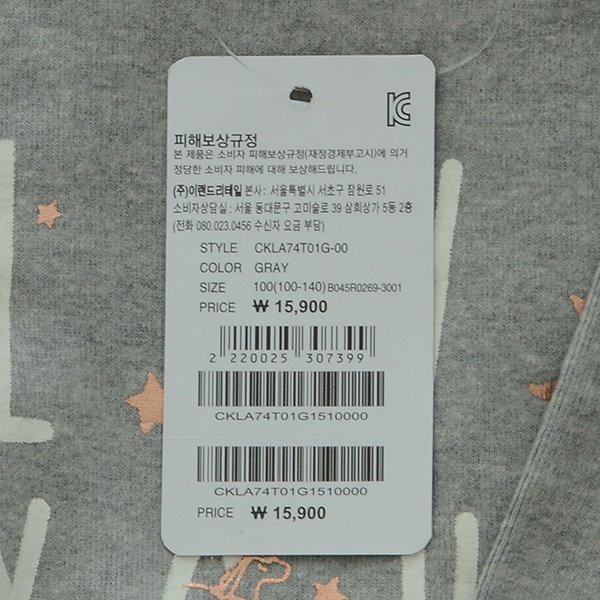 피해보상규정
본 제품은 소비자 피해보상규정(재정경제부고시)에 의거
정당한 소비자 피해에 대해 보상해드립니다.
(주)이랜드리테일 본사: 서울특별시 서초구 잠원로 51
소비자상담실 : 서울 동대문구 고미술로 39 삼희상가 5동 2층
(전화 080.023.0456 수신자 요금 부담)
STYLE CKLA74T01G-00
COLOR GRAY
SIZE 100(100-140) B045R0269-3001
PRICE ₩ 15,900
2 220025 307399
CKLA74T01G1510000
CKLA74T01G1510000
PRICE ₩ 15,900